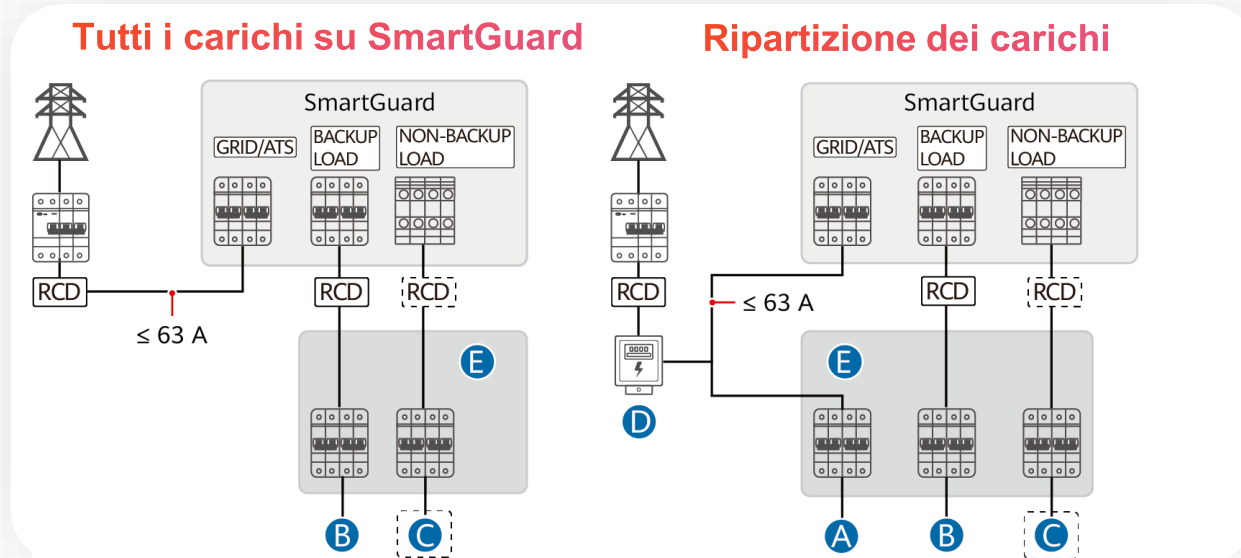 Tutti i carichi su SmartGuard
SmartGuard
GRID/ATS
BACKUP
LOAD
NON-BACKUP
LOAD
RCD
RCD
RCD
≤ 63 A
E
B
C
Ripartizione dei carichi
SmartGuard
GRID/ATS
BACKUP
LOAD
NON-BACKUP
LOAD
RCD
RCD
RCD
≤ 63 A
0000
E
D
A
B
C